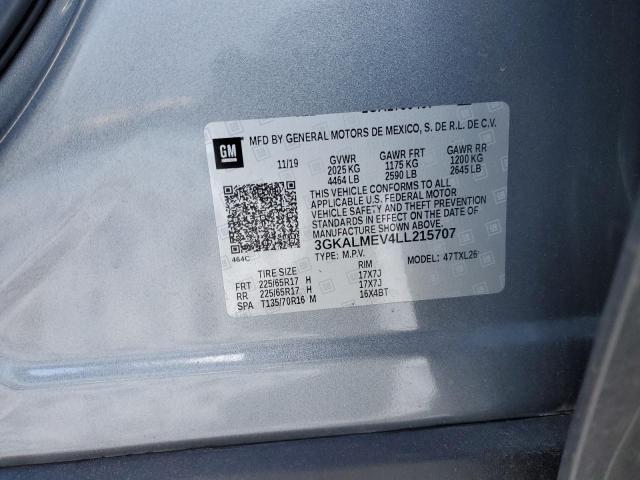 MFD BY GENERAL MOTORS DE MEXICO, S. DE R.L. DE C.V.
GM
11/19 GVWR GAWR FRT GAWR RR
2025 KG 1175 KG 1200 KG
4464 LB 2590 LB 2645 LB
THIS VEHICLE CONFORMS TO ALL
APPLICABLE U.S. FEDERAL MOTOR
VEHICLE SAFETY AND THEFT PREVENTION
STANDARDS IN EFFECT ON THE DATE OF
MANUFACTURE SHOWN ABOVE.
3GKALMEV4LL215707
464C TYPE: M.P.V. MODEL: 47TXL26
TIRE SIZE RIM
FRT 225/65R17 H 17X7J
RR 225/65R17 H 17X7J
SPA T135/70R16 M 16X4BT